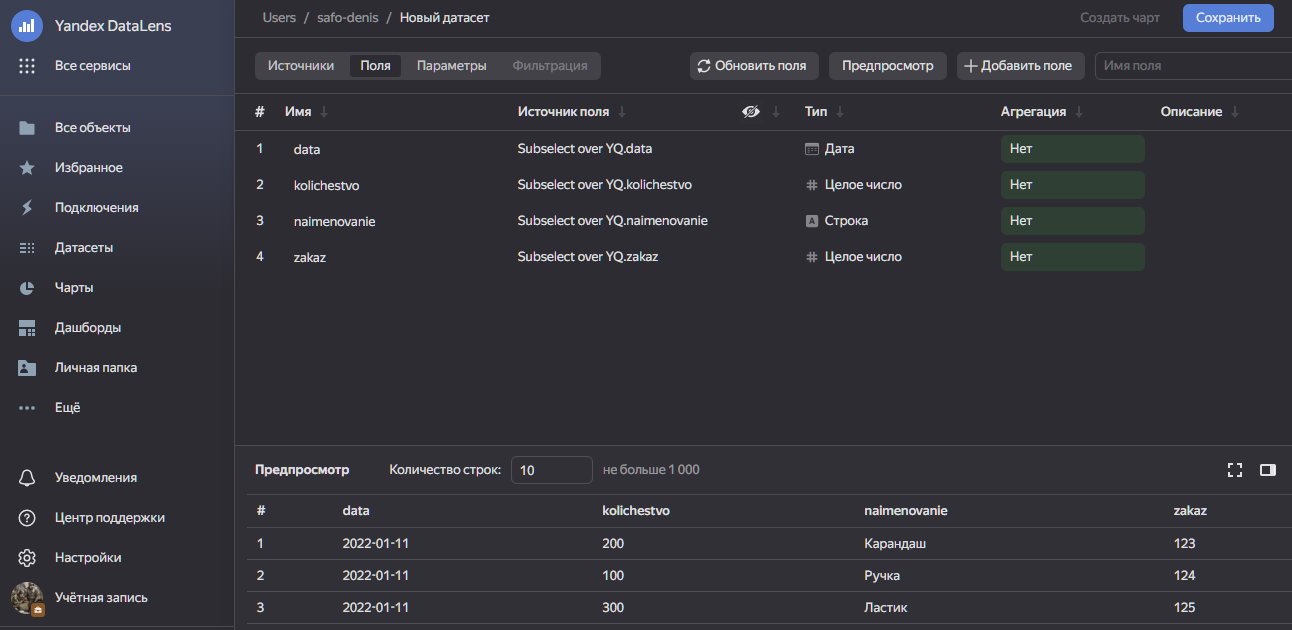 Yandex DataLens
Все сервисы
Все объекты
Избранное
Подключения
Датасеты
Чарты
Дашборды
Личная папка
Ещё
Уведомления
Центр поддержки
Настройки
Учётная запись
Users / safo-denis / Новый датасет
Создать чарт Сохранить
Источники Поля Параметры Фильтрация Обновить поля Предпросмотр + Добавить поле Имя поля
# Имя ↓ Источник поля ↓ ↓ Тип ↓ Агрегация ↓ Описание ↓
1 data Subselect over YQ.data Дата Нет
2 kolichestvo Subselect over YQ.kolichestvo # Целое число Нет
3 naimenovanie Subselect over YQ.naimenovanie A Строка Нет
4 zakaz Subselect over YQ.zakaz # Целое число Нет
Предпросмотр Количество строк: 10 не больше 1 000
# data kolichestvo naimenovanie zakaz
1 2022-01-11 200 Карандаш 123
2 2022-01-11 100 Ручка 124
3 2022-01-11 300 Ластик 125